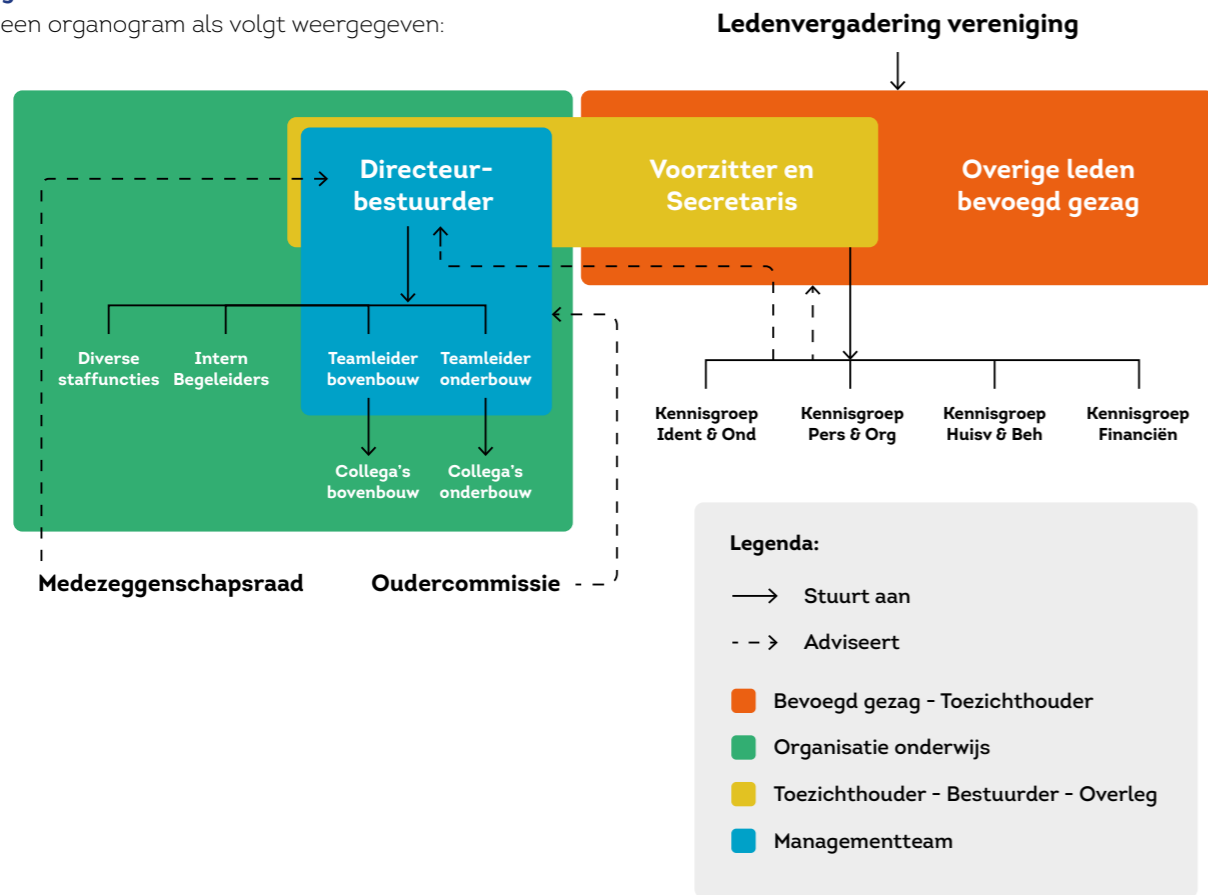 een organogram als volgt weergegeven:
Ledenvergadering vereniging
Directeur-
bestuurder
Voorzitter en
Secretaris
Overige leden
bevoegd gezag
Diverse
staffuncties
Intern
Begeleiders
Teamleider
bovenbouw
Teamleider
onderbouw
Collega's
bovenbouw
Collega's
onderbouw
Kennisgroep
Ident & Ond
Kennisgroep
Pers & Org
Kennisgroep
Huisv & Beh
Kennisgroep
Financiën
Medezeggenschapsraad
Oudercommissie
Legenda:
Stuurt aan
Adviseert
Bevoegd gezag - Toezichthouder
Organisatie onderwijs
Toezichthouder - Bestuurder - Overleg
Managementteam